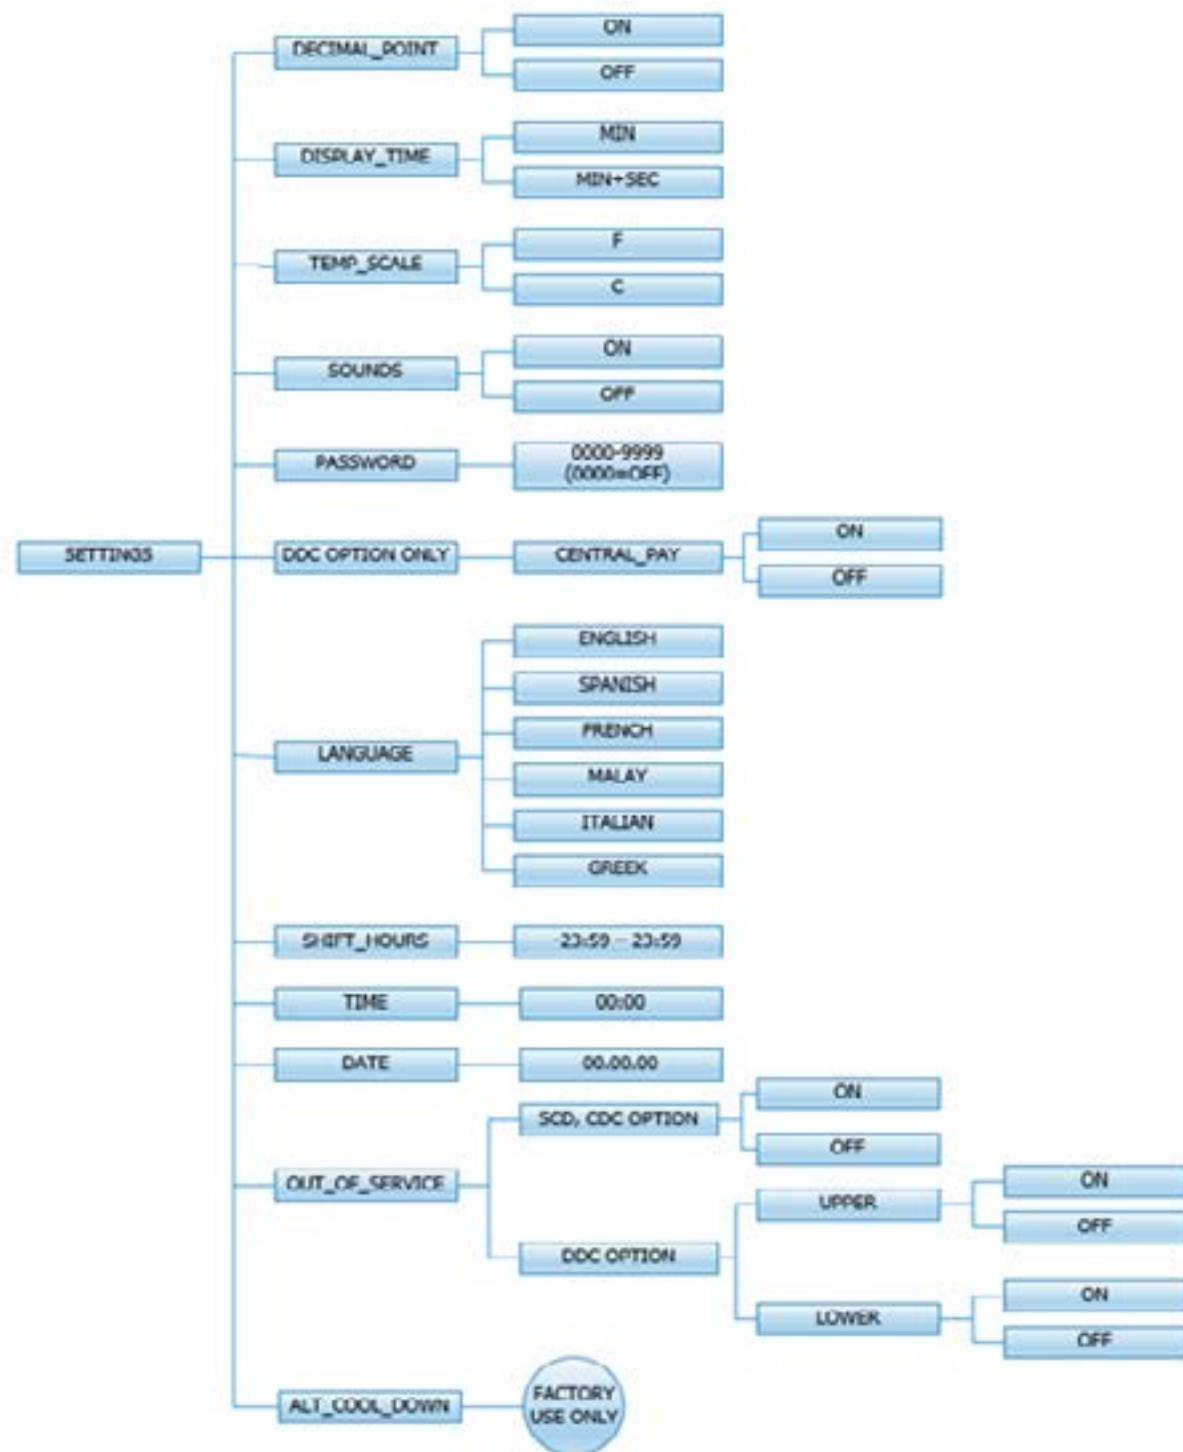 DECIMAL_POINT
ON
OFF
DISPLAY_TIME
MIN
MIN+SEC
TEMP_SCALE
F
C
SOUNDS
ON
OFF
PASSWORD
0000-9999
(0000=OFF)
SETTINGS
DDC OPTION ONLY
CENTRAL_PAY
ON
OFF
LANGUAGE
ENGLISH
SPANISH
FRENCH
MALAY
ITALIAN
GREEK
SHIFT_HOURS
-23:59 – 23:59
TIME
00:00
DATE
00.00.00
OUT_OF_SERVICE
SCD, CDC OPTION
ON
OFF
DDC OPTION
UPPER
ON
OFF
LOWER
ON
OFF
ALT_COOL_DOWN
FACTORY
USE ONLY